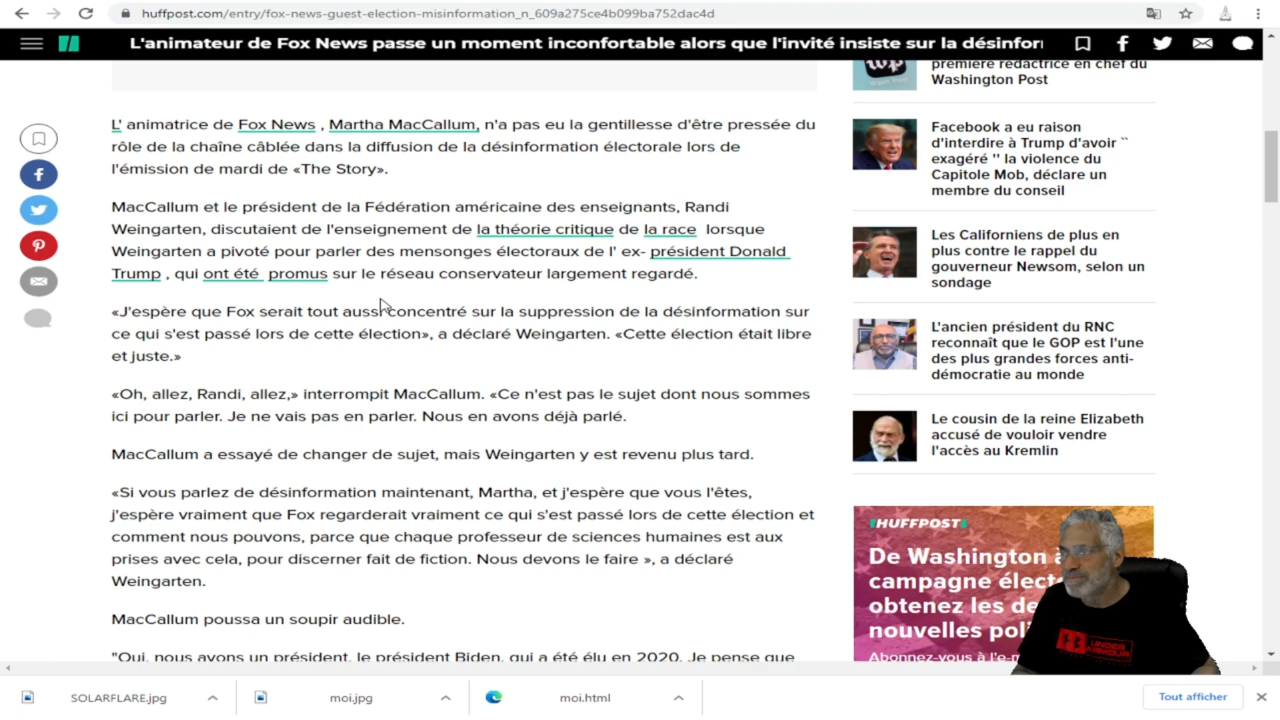 huffpost.com/entry/fox-news-guest-election-misinformation_n_609a275ce4b099ba752dac4d
L'animateur de Fox News passe un moment inconfortable alors que l'invité insiste sur la désinfor
L' animatrice de Fox News , Martha MacCallum, n'a pas eu la gentillesse d'être pressée du
rôle de la chaîne câblée dans la diffusion de la désinformation électorale lors de
l'émission de mardi de «The Story».
MacCallum et le président de la Fédération américaine des enseignants, Randi
Weingarten, discutaient de l'enseignement de la théorie critique de la race lorsque
Weingarten a pivoté pour parler des mensonges électoraux de l' ex- président Donald
Trump , qui ont été promus sur le réseau conservateur largement regardé.
«J'espère que Fox serait tout aussi concentré sur la suppression de la désinformation sur
ce qui s'est passé lors de cette élection», a déclaré Weingarten. «Cette élection était libre
et juste.»
«Oh, allez, Randi, allez,» interrompit MacCallum. «Ce n'est pas le sujet dont nous sommes
ici pour parler. Je ne vais pas en parler. Nous en avons déjà parlé.
MacCallum a essayé de changer de sujet, mais Weingarten y est revenu plus tard.
«Si vous parlez de désinformation maintenant, Martha, et j'espère que vous l'êtes,
j'espère vraiment que Fox regarderait vraiment ce qui s'est passé lors de cette élection et
comment nous pouvons, parce que chaque professeur de sciences humaines est aux
prises avec cela, pour discerner fait de fiction. Nous devons le faire », a déclaré
Weingarten.
MacCallum poussa un soupir audible.
"Oui, nous avons un président, le président Biden, qui a été élu en 2020. Je pense que
première rédactrice en chef du
Washington Post
Facebook a eu raison
d'interdire à Trump d'avoir ``
exagéré '' la violence du
Capitole Mob, déclare un
membre du conseil
Les Californiens de plus en
plus contre le rappel du
gouverneur Newsom, selon un
sondage
L'ancien président du RNC
reconnaît que le GOP est l'une
des plus grandes forces anti-
démocratie au monde
Le cousin de la reine Elizabeth
accusé de vouloir vendre
l'accès au Kremlin
HUFFPOST
De Washington à
campagne élect
obtenez les de
nouvelles poli
Abonnez-vous à l'e-m
UNDER
ARMOUR
SOLARFLARE.jpg
moi.jpg
moi.html
Tout afficher